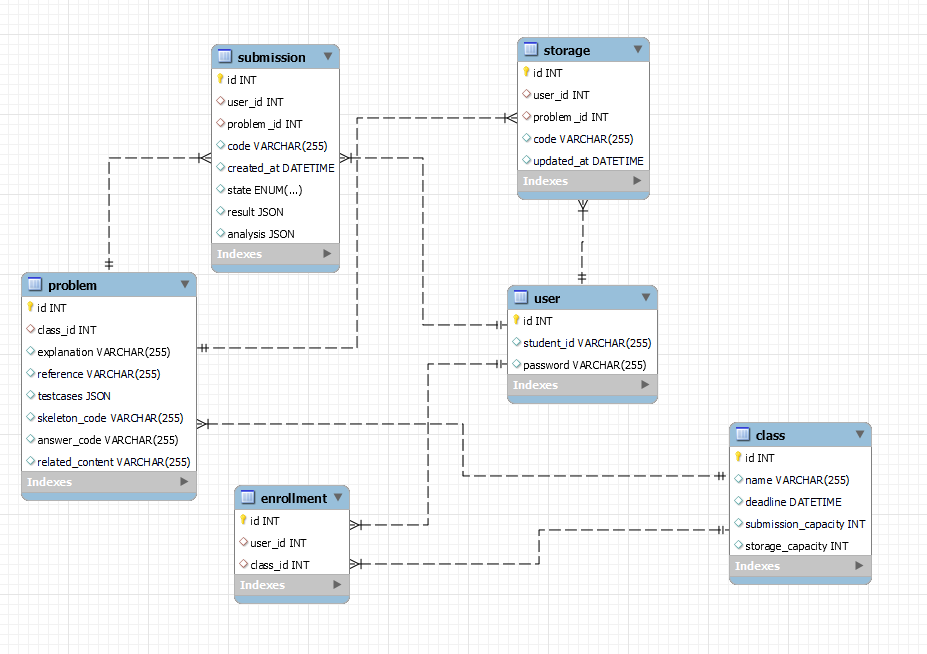 submission
id INT
user_id INT
problem_id INT
code VARCHAR(255)
created_at DATETIME
state ENUM(...)
result JSON
analysis JSON
Indexes
storage
id INT
user_id INT
problem_id INT
code VARCHAR(255)
updated_at DATETIME
Indexes
problem
id INT
class_id INT
explanation VARCHAR(255)
reference VARCHAR(255)
testcases JSON
skeleton_code VARCHAR(255)
answer_code VARCHAR(255)
related_content VARCHAR(255)
Indexes
user
id INT
student_id VARCHAR(255)
password VARCHAR(255)
Indexes
enrollment
id INT
user_id INT
class_id INT
Indexes
class
id INT
name VARCHAR(255)
deadline DATETIME
submission_capacity INT
storage_capacity INT
Indexes